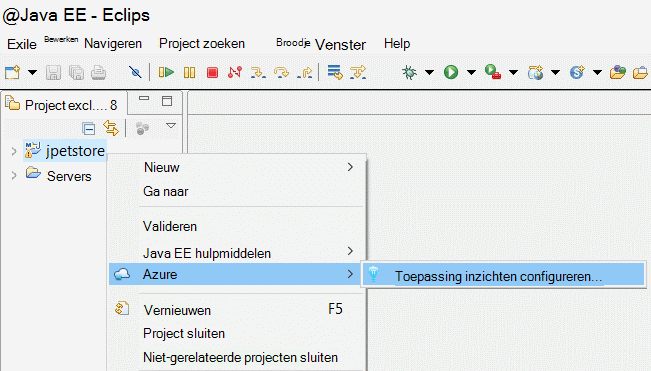 @Java EE - Eclips
Exile Bewerken Navigeren Project zoeken Broodje Venster Help
Project excl.... 8
jpetstore
Servers
Nieuw
Ga naar
Valideren
Java EE hulpmiddelen
Azure
Toepassing inzichten configureren...
Vernieuwen F5
Project sluiten
Niet-gerelateerde projecten sluiten